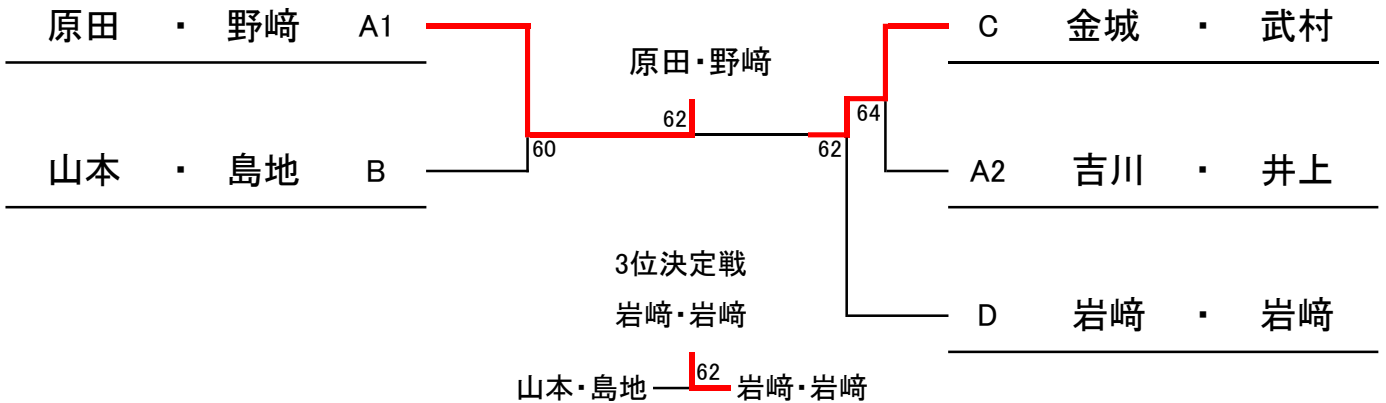 原田 ・ 野﨑 A1
C 金城 ・ 武村
原田・野﨑
62
64
60
62
山本 ・ 島地 B
A2 吉川 ・ 井上
3位決定戦
岩﨑・岩﨑
D 岩﨑 ・ 岩﨑
62
山本・島地 岩﨑・岩﨑